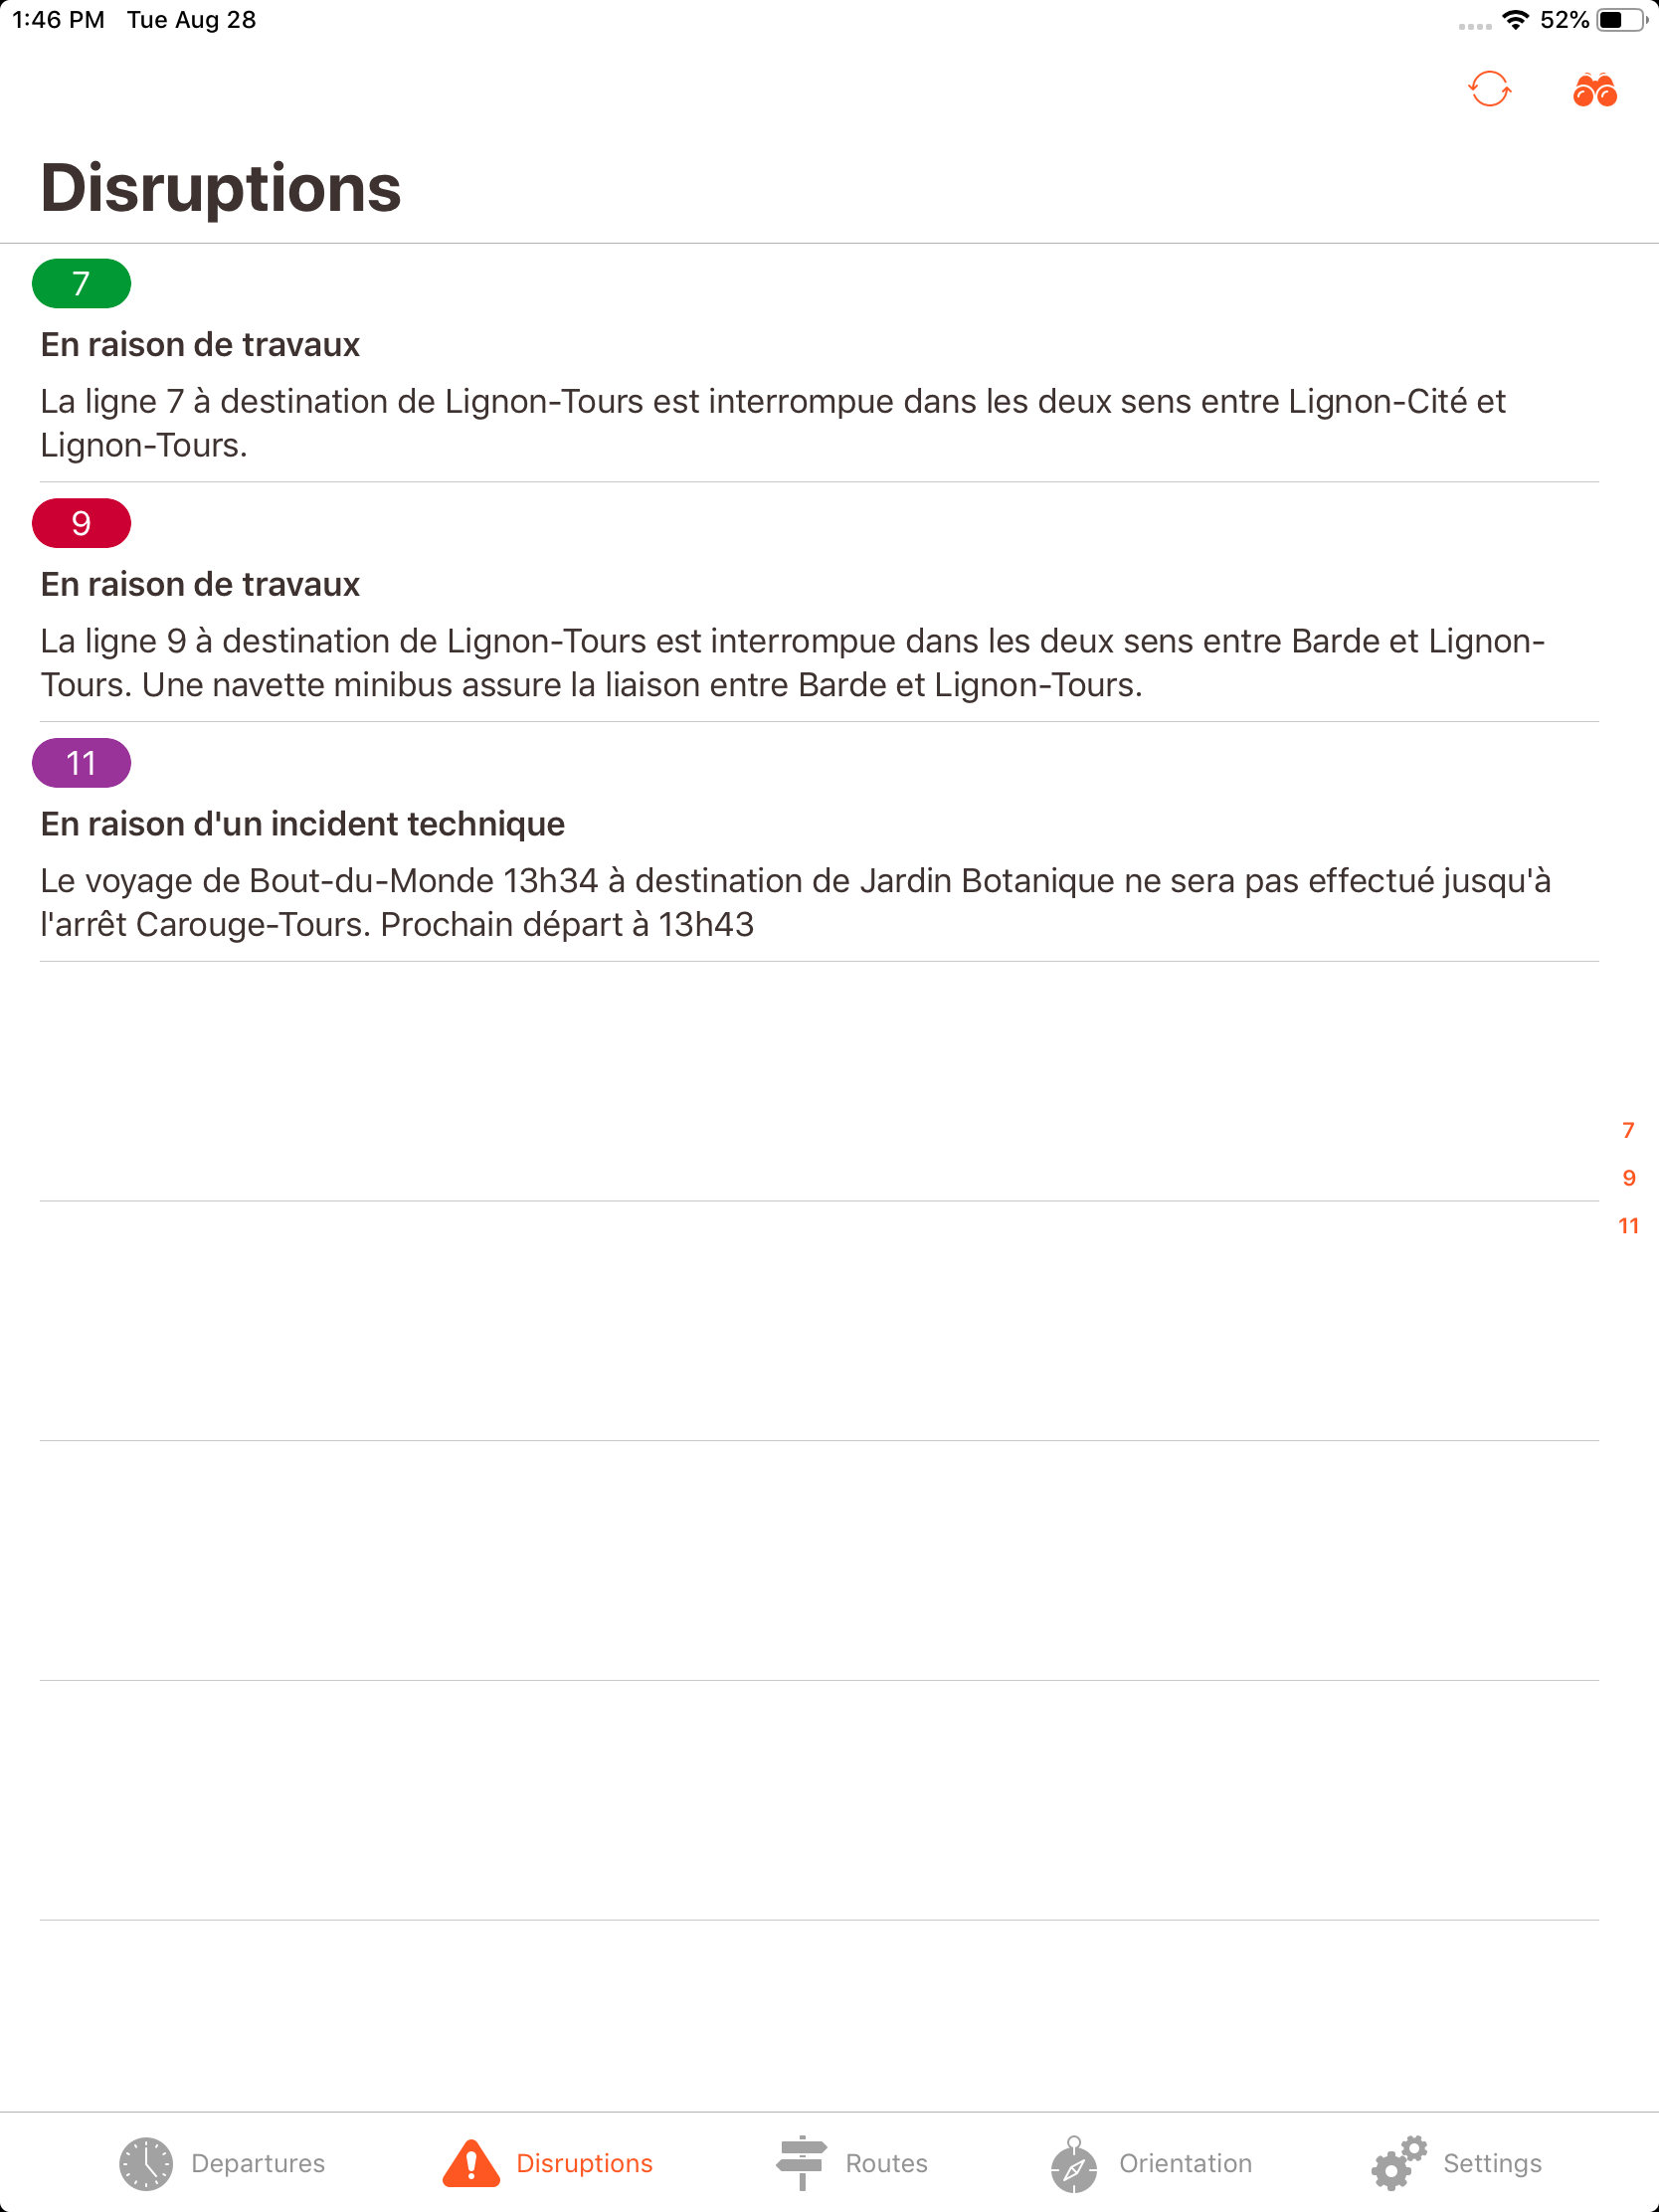 1:46 PM Tue Aug 28
52%
Disruptions
7
En raison de travaux
La ligne 7 à destination de Lignon-Tours est interrompue dans les deux sens entre Lignon-Cité et
Lignon-Tours.
9
En raison de travaux
La ligne 9 à destination de Lignon-Tours est interrompue dans les deux sens entre Barde et Lignon-
Tours. Une navette minibus assure la liaison entre Barde et Lignon-Tours.
11
En raison d'un incident technique
Le voyage de Bout-du-Monde 13h34 à destination de Jardin Botanique ne sera pas effectué jusqu'à
l'arrêt Carouge-Tours. Prochain départ à 13h43
7
9
11
Departures
Disruptions
Routes
Orientation
Settings